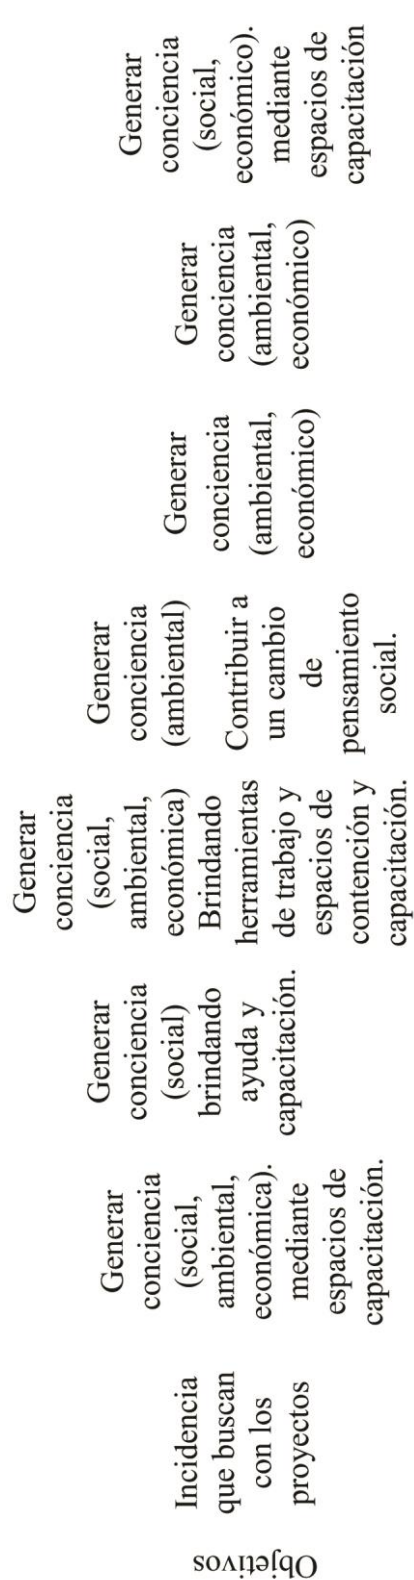 Objetivos
Incidencia
que buscan
con los
proyectos
Generar
conciencia
(social,
ambiental,
económica).
mediante
espacios de
capacitación.
Generar
conciencia
(social)
brindando
ayuda y
capacitación.
Generar
conciencia
(social,
ambiental,
económica)
Brindando
herramientas
de trabajo y
espacios de
contención y
capacitación.
Generar
conciencia
(ambiental)
Contribuir a
un cambio
de
pensamiento
social.
Generar
conciencia
(ambiental,
económico)
Generar
conciencia
(ambiental,
económico)
Generar
conciencia
(social,
económico).
mediante
espacios de
capacitación